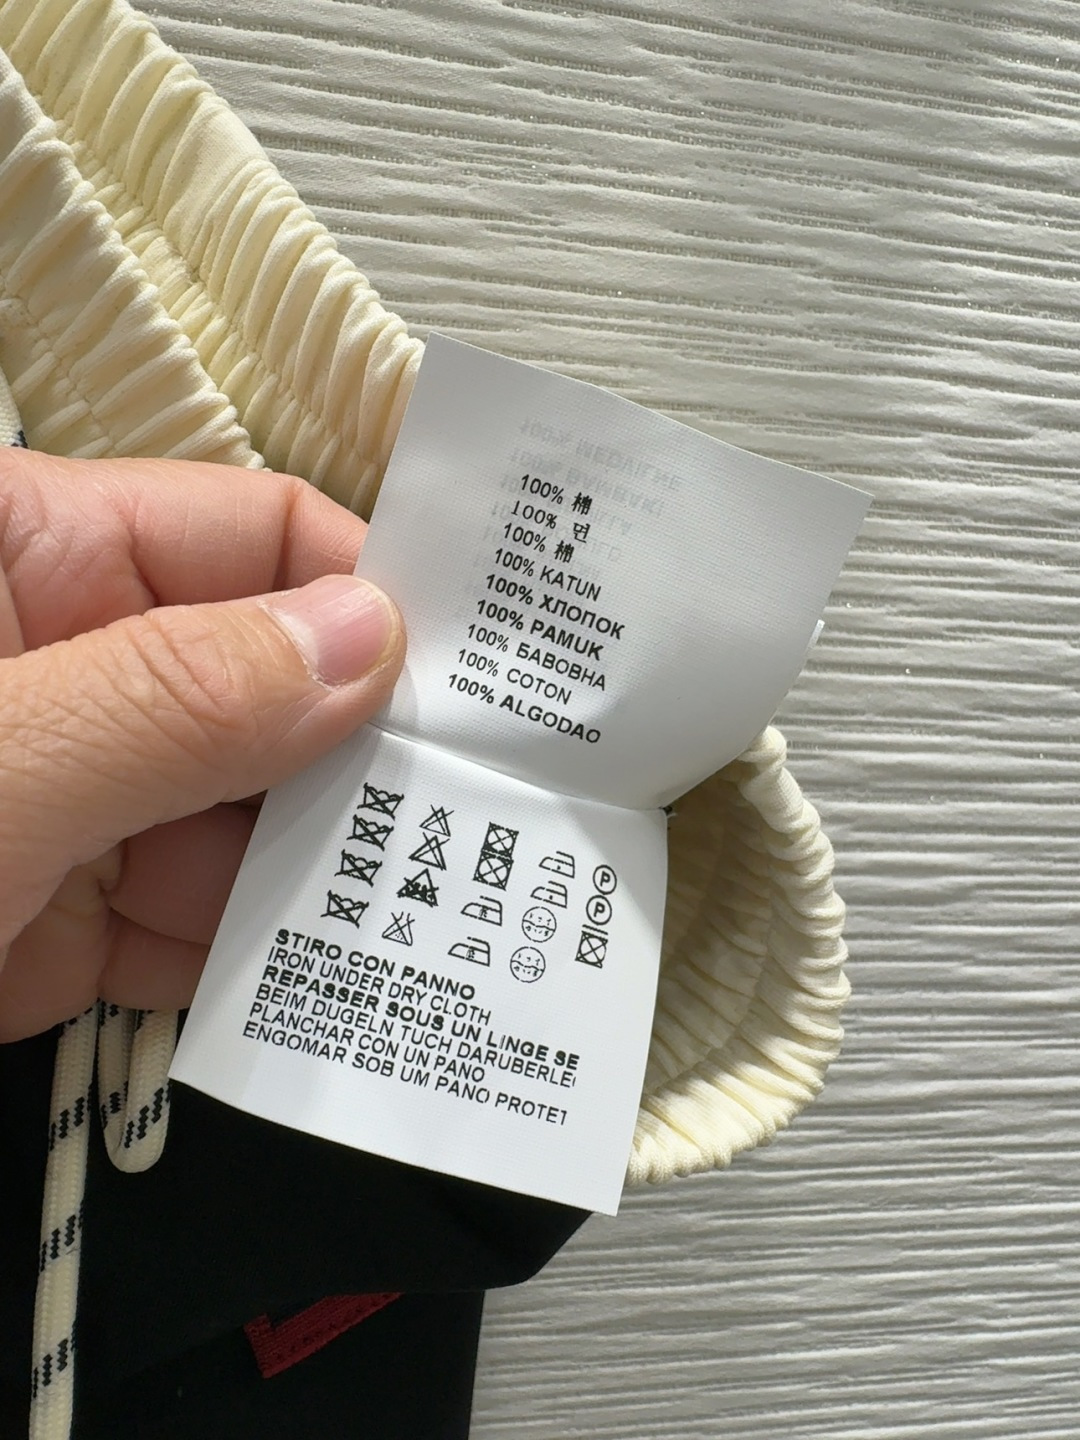 100% 棉
100% 면
100% 棉
100% KATUN
100% ХЛОПОК
100% PAMUK
100% БАВОВНА
100% COTON
100% ALGODAO
P
P
STIRO CON PANNO
IRON UNDER DRY CLOTH
REPASSER SOUS UN LINGE SE
BEIM DUGELN TUCH DARUBERLE
PLANCHAR CON UN PANO
ENGOMAR SOB UM PANO PROTET